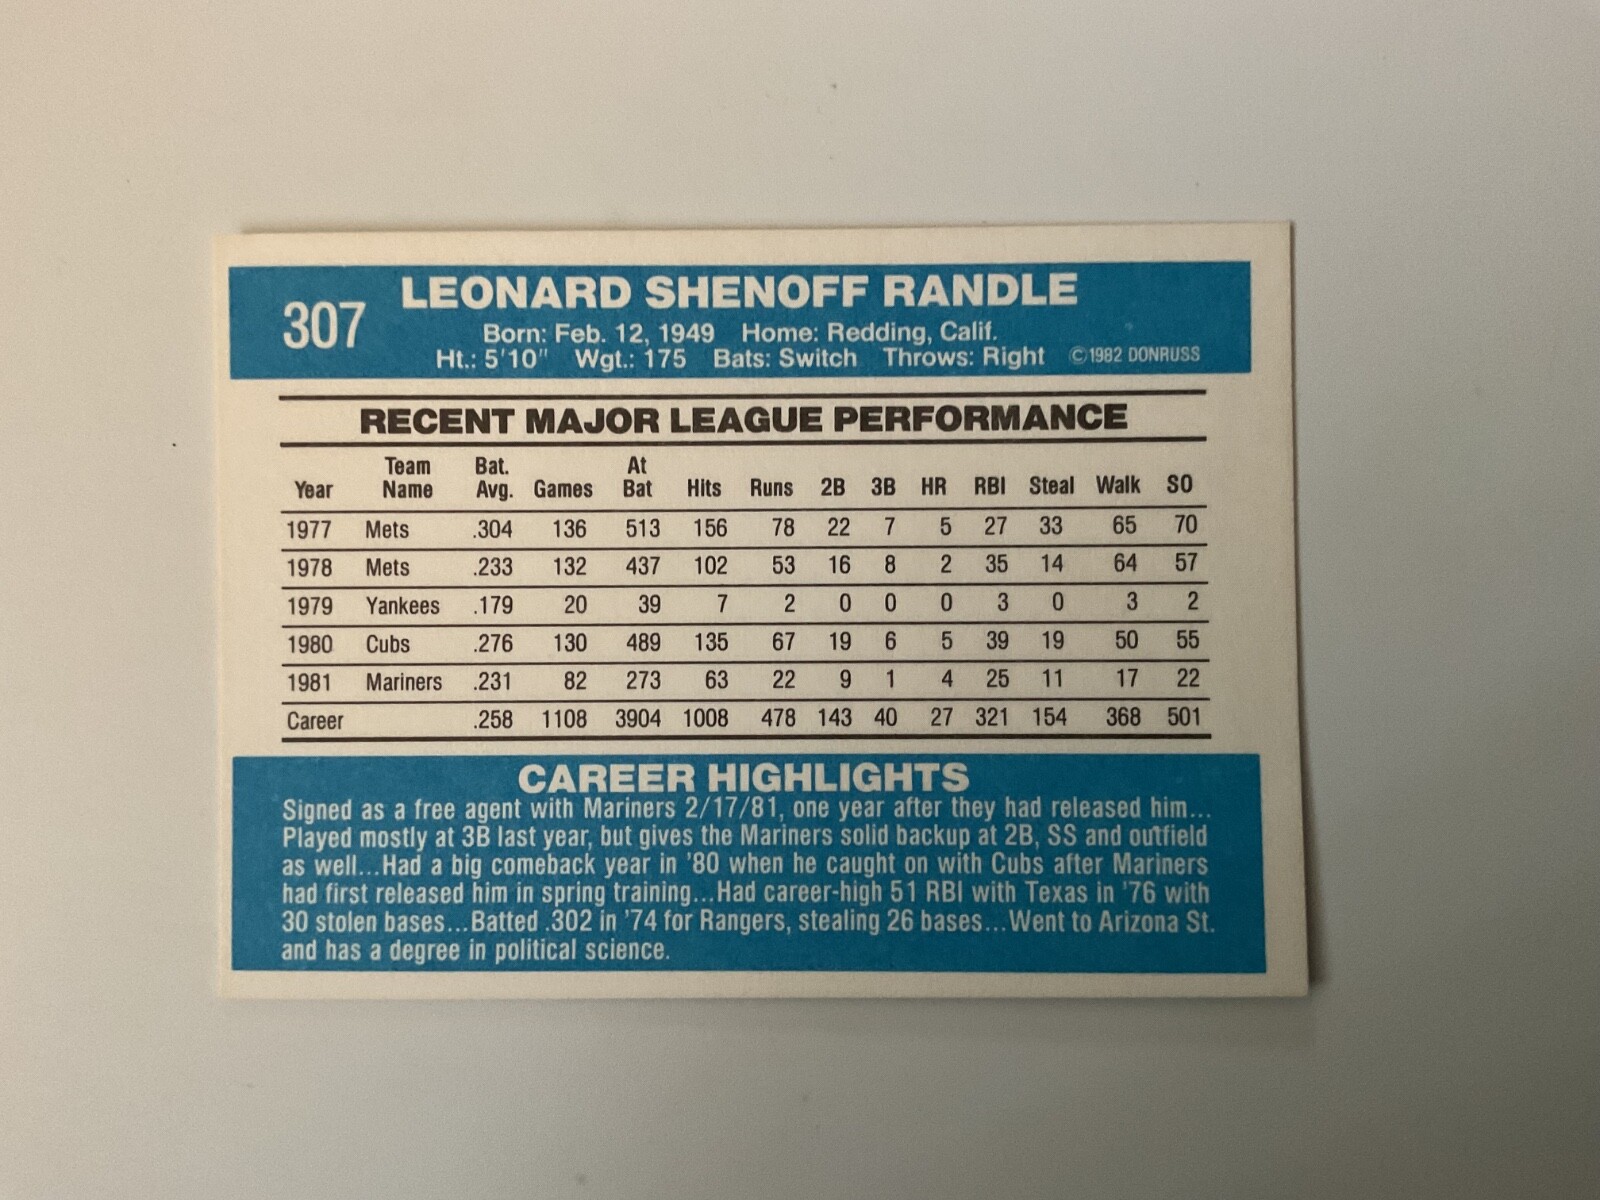 307
LEONARD SHENOFF RANDLE
Born: Feb. 12, 1949 Home: Redding, Calif.
Ht.: 5'10" Wgt.: 175 Bats: Switch Throws: Right ©1982 DONRUSS
RECENT MAJOR LEAGUE PERFORMANCE
Year Team Name Bat. Avg. Games At Bat Hits Runs 2B 3B HR RBI Steal Walk SO
1977 Mets .304 136 513 156 78 22 7 5 27 33 65 70
1978 Mets .233 132 437 102 53 16 8 2 35 14 64 57
1979 Yankees .179 20 39 7 2 0 0 0 3 0 3 2
1980 Cubs .276 130 489 135 67 19 6 5 39 19 50 55
1981 Mariners .231 82 273 63 22 9 1 4 25 11 17 22
Career .258 1108 3904 1008 478 143 40 27 321 154 368 501
CAREER HIGHLIGHTS
Signed as a free agent with Mariners 2/17/81, one year after they had released him...
Played mostly at 3B last year, but gives the Mariners solid backup at 2B, SS and outfield
as well...Had a big comeback year in '80 when he caught on with Cubs after Mariners
had first released him in spring training...Had career-high 51 RBI with Texas in '76 with
30 stolen bases...Batted .302 in '74 for Rangers, stealing 26 bases...Went to Arizona St.
and has a degree in political science.